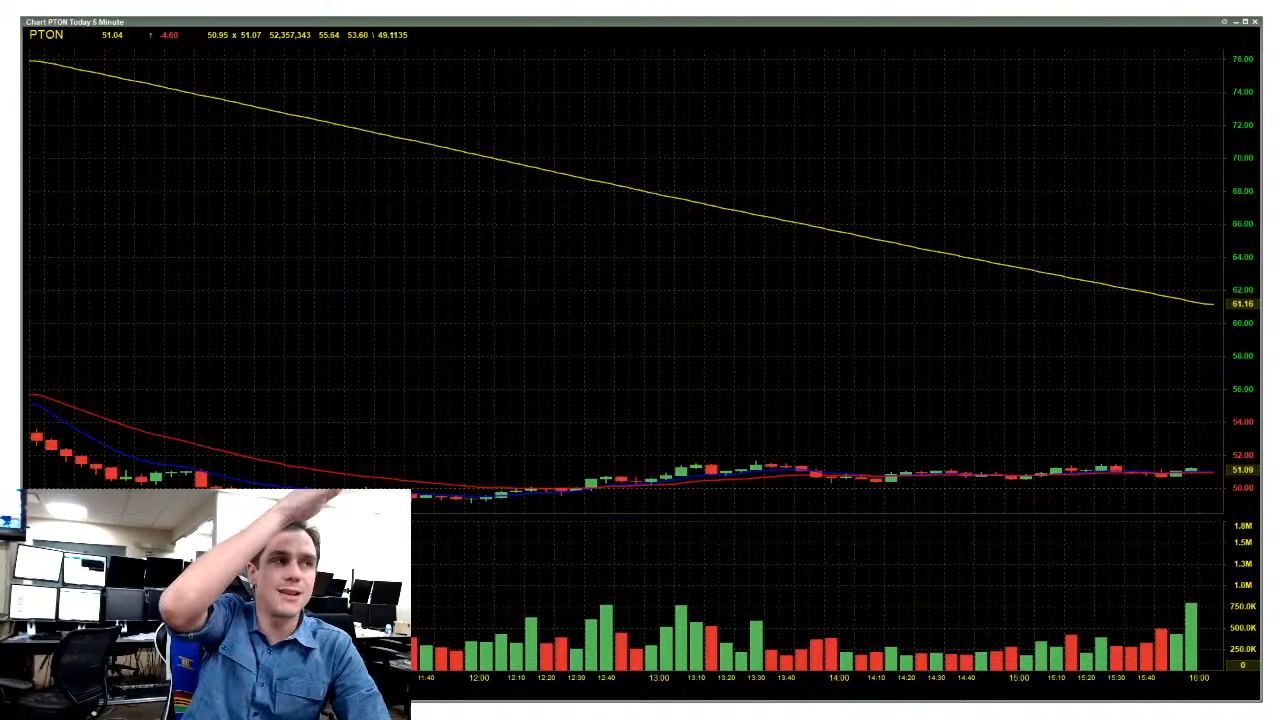 Chart PTON Today 5 Minute
PTON 51.04 ↑ -4.60 50.95 x 51.07 52,357,343 55.64 53.60 \ 49.1135
76.00
74.00
72.00
70.00
68.00
66.00
64.00
62.00
61.16
60.00
58.00
56.00
54.00
52.00
51.09
50.00
1.8M
1.5M
1.3M
1.0M
750.0K
500.0K
250.0K
0
11:40 12:00 12:10 12:20 12:30 12:40 13:00 13:10 13:20 13:30 13:40 14:00 14:10 14:20 14:30 14:40 15:00 15:10 15:20 15:30 15:40 16:00